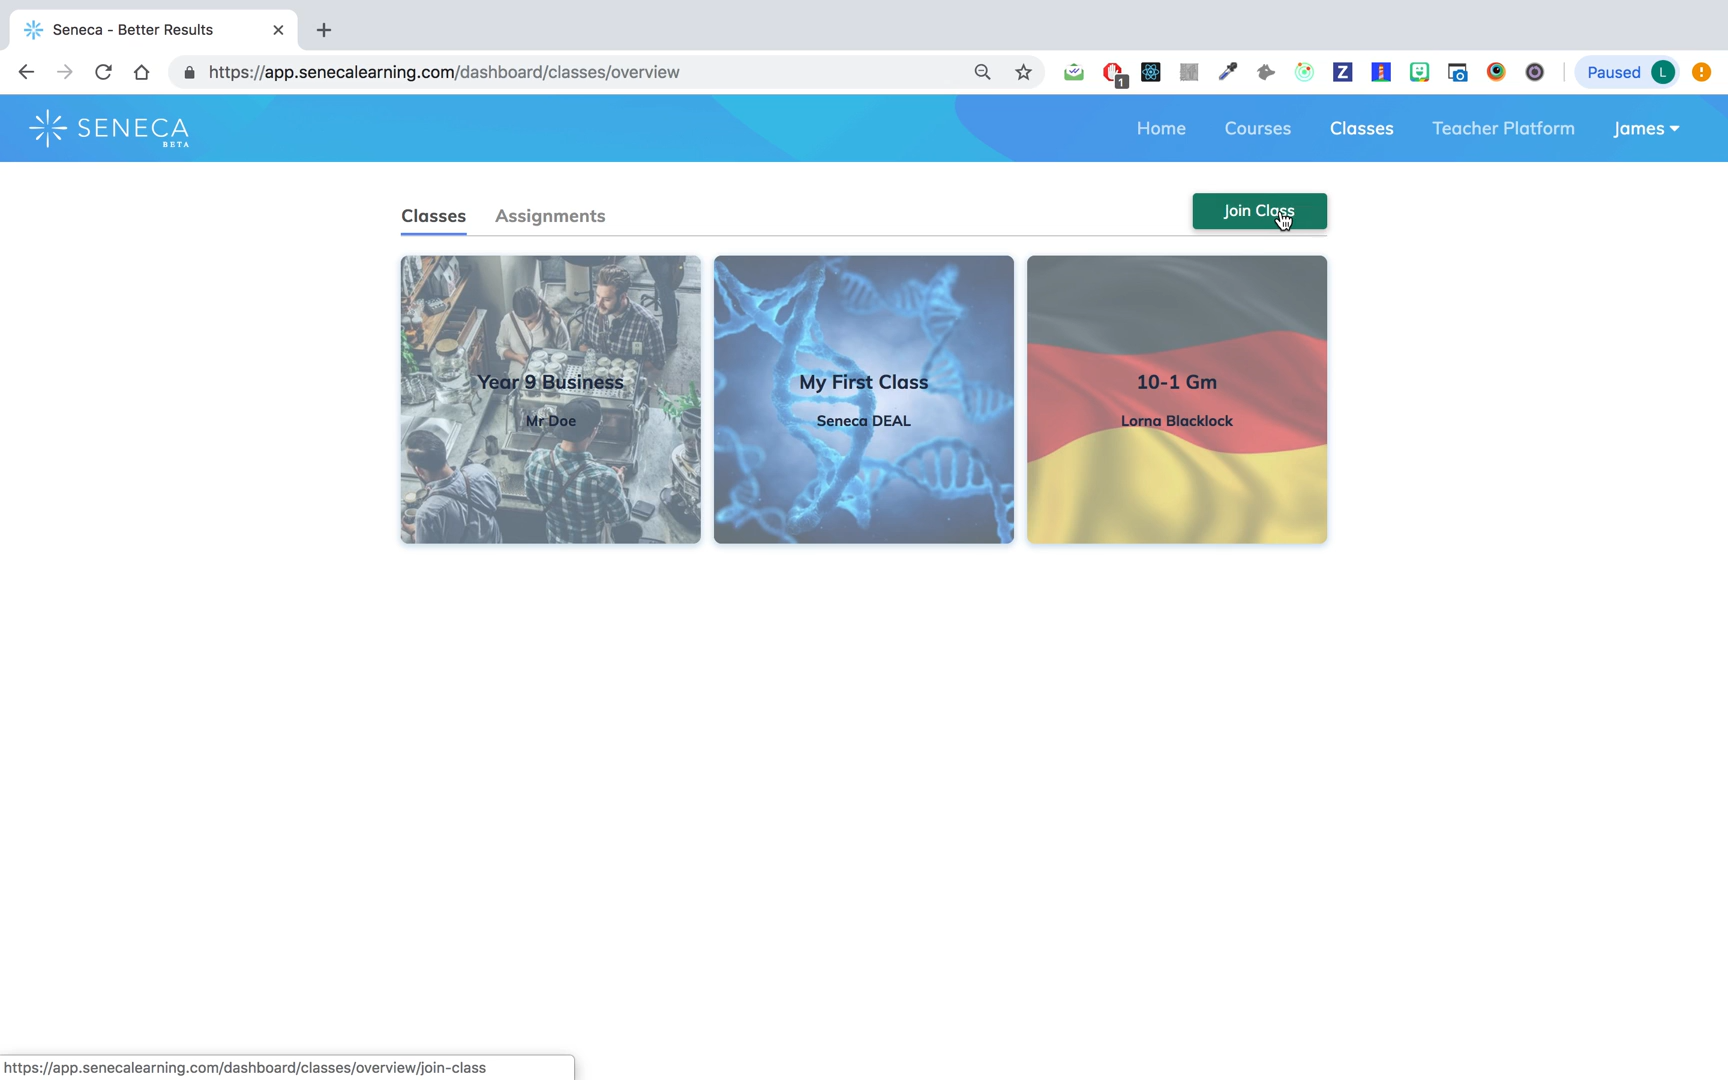 Seneca - Better Results
https://app.senecalearning.com/dashboard/classes/overview
1
Z
Paused L
!
SENECA
BETA
Home Courses Classes Teacher Platform James
Classes Assignments Join Class
Year 9 Business
Mr Doe
My First Class
Seneca DEAL
10-1 Gm
Lorna Blacklock
https://app.senecalearning.com/dashboard/classes/overview/join-class